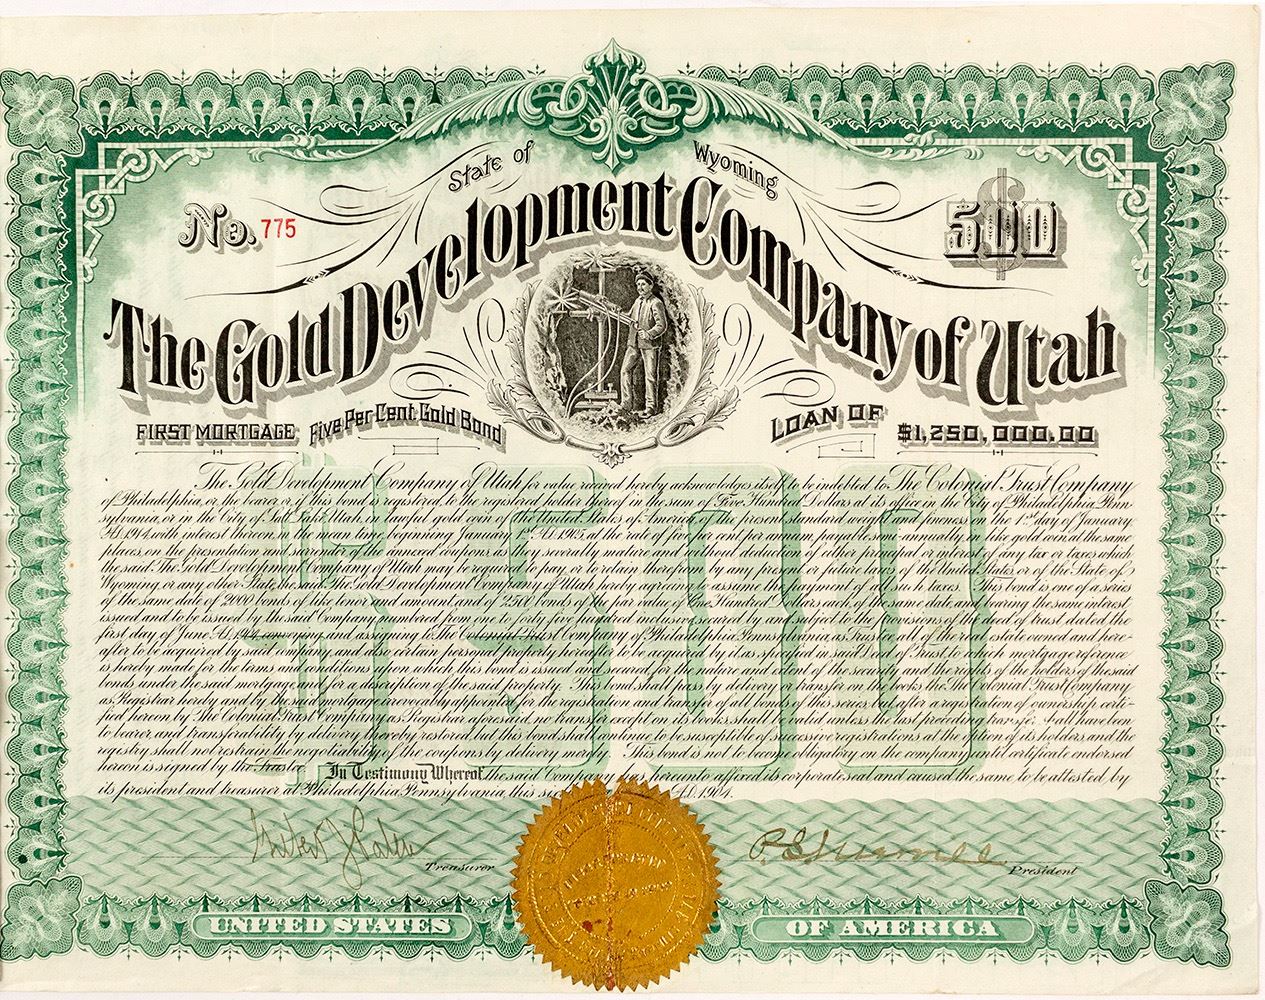 State of Wyoming
No. 775
500
The Gold Development Company of Utah
FIRST MORTGAGE Five Per Cent. Gold Bond LOAN OF $1,250,000.00
The Gold Development Company of Utah for value received hereby acknowledges itself to be indebted to The Colonial Trust Company
of Philadelphia, or the bearer or if this bond is registered, to the registered holder thereof in the sum of Five Hundred Dollars at its office in the City of Philadelphia Penn-
sylvania, or in the City of Salt Lake, Utah, in lawful gold coin of the United States of America of the present standard weight and fineness on the 1st day of January
A.D. 1914, with interest thereon from a time beginning January 1st A.D. 1905, at the rate of five per cent per annum, payable semi annually in like gold coin at the same
places, on the presentation and surrender of the annexed coupons as they severally mature and without deduction of either principal or interest of any tax or taxes which
the said The Gold Development Company of Utah may be required to pay, or to retain therefrom by any present or future laws of the United States, or of the State of
Wyoming, or any other State, he said The Gold Development Company of Utah, hereby agreeing to assume the payment of all such taxes. This bond is one of a series
of the same date of 2000 bonds of like tenor and amount, and of 2500 bonds of the par value of One Hundred Dollars each, of the same date, and bearing the same interest
issued and to be issued by the said Company numbered from one to forty five hundred inclusive, secured by and subject to the provisions of a deed of trust dated the
first day of June A.D. and assigning to The Colonial Trust Company of Philadelphia Pennsylvania as Trustee all of the real estate owned and here-
after to be acquired by said company, and also certain personal property hereafter to be acquired by it, as specified in said Deed of Trust, to which mortgage reference
is hereby made for the terms and conditions upon which this bond is issued and secured for the nature and extent of the security and the rights of the holders of the said
bonds under the said mortgage and for a description of the said property. This bond shall pass by delivery or transfer on the books the The Colonial Trust Company
as Registrar hereby and by the said mortgage irrevocably appointed for the registration and transfer of all bonds of this series. After a registration of ownership certi-
fied hereon by The Colonial Trust Company as Registrar aforesaid, no transfer except on its books shall be valid unless the last preceding transfer shall have been
to bearer, and transferability by delivery thereby restored, but this bond shall continue to be susceptible of successive registrations at the option of its holders and the
registry shall not restrain the negotiability of the coupons by delivery merely. This bond is not to become obligatory on the company until certificate endorsed
hereon is signed by the Trustee. In Testimony Whereof, the said Company has hereunto affixed its corporate seal and caused the same to be attested by
its president and treasurer at Philadelphia Pennsylvania, this A.D. 1904.
Treasurer
President
UNITED STATES OF AMERICA